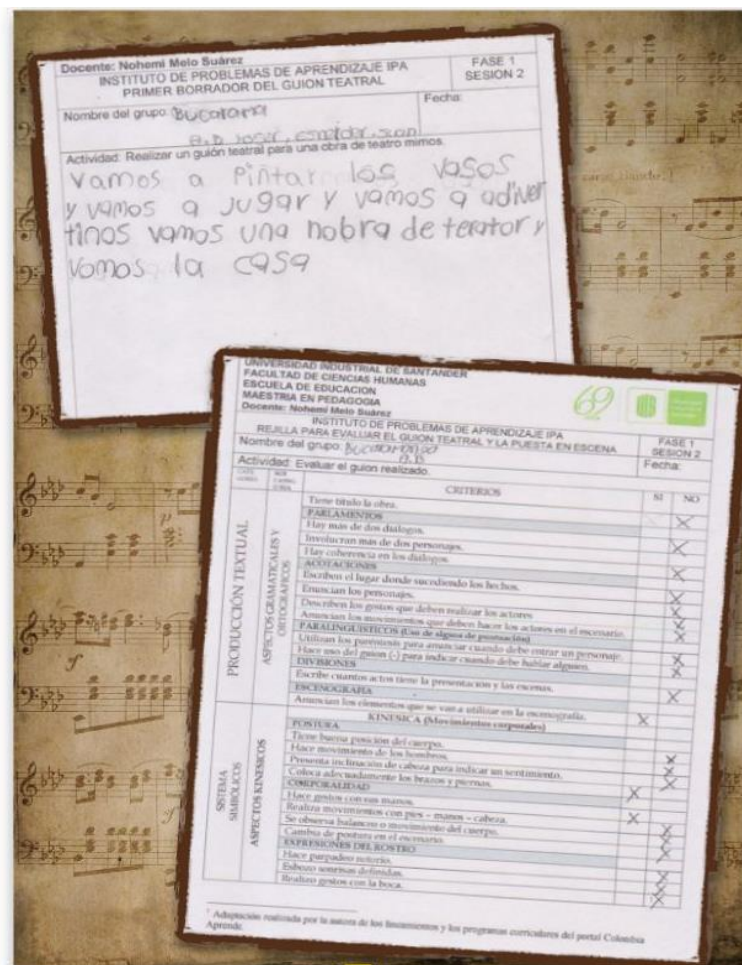 Docente: Nohemi Melo Suárez
INSTITUTO DE PROBLEMAS DE APRENDIZAJE IPA
PRIMER BORRADOR DEL GUION TEATRAL
FASE 1
SESION 2
Nombre del grupo:
Fecha:
Actividad: Realizar un guión teatral para una obra de teatro mimos.
vamos a Pintar los vasos
y vamos a Jugar y vamos a adiver
tinos vamos una nobra de
vamos la casa
UNIVERSIDAD INDUSTRIAL DE SANTANDER
FACULTAD DE CIENCIAS HUMANAS
ESCUELA DE EDUCACION
MAESTRIA EN PEDAGOGIA
Docente: Nohemi Melo Suárez
INSTITUTO DE PROBLEMAS DE APRENDIZAJE IPA
REJILLA PARA EVALUAR EL GUION TEATRAL Y LA PUESTA EN ESCENA
FASE 1
SESION 2
Nombre del grupo:
Fecha:
Actividad: Evaluar el guion realizado.
CRITERIOS
SI
NO
PRODUCCIÓN TEXTUAL
ASPECTOS GRAMATICALES Y
ORTOGRAFICOS
Tiene titulo la obra.
PARLAMENTOS
Hay más de dos diálogos.
Involucran más de dos personajes.
Hay coherencia en los diálogos.
ACOTACIONES
Escriben el lugar donde sucediendo los hechos.
Enuncian los personajes.
Describen los gestos que deben realizar los actores
Anuncian los movimientos que deben hacer los actores en el escenario.
PARALINGUISTICOS (Uso de signos de puntuación)
Utilizan los paréntesis para anunciar cuando debe entrar un personaje.
Hace uso del guion (-) para indicar cuando debe hablar alguien.
DIVISIONES
Escribe cuantos actos tiene la presentación y las escenas.
ESCENOGRAFIA
Anuncian los elementos que se van a utilizar en la escenografía.
SISTEMA
SIMBÓLICOS
ASPECTOS KINESICOS
KINESICA (Movimientos corporales)
POSTURA
Tiene buena posición del cuerpo.
Hace movimiento de los hombros.
Presenta inclinación de cabeza para indicar un sentimiento.
Coloca adecuadamente los brazos y piernas.
CORPORALIDAD
Hace gestos con sus manos.
Realiza movimientos con pies – manos – cabeza.
Se observa balanceo o movimiento del cuerpo.
Cambia de postura en el escenario.
EXPRESIONES DEL ROSTRO
Hace parpadeo notorio.
Esbozo sonrisas definidas.
Realizo gestos con la boca.
1 Adaptación realizada por la autora de los lineamientos y los programas curriculares del portal Colombia
Aprende.